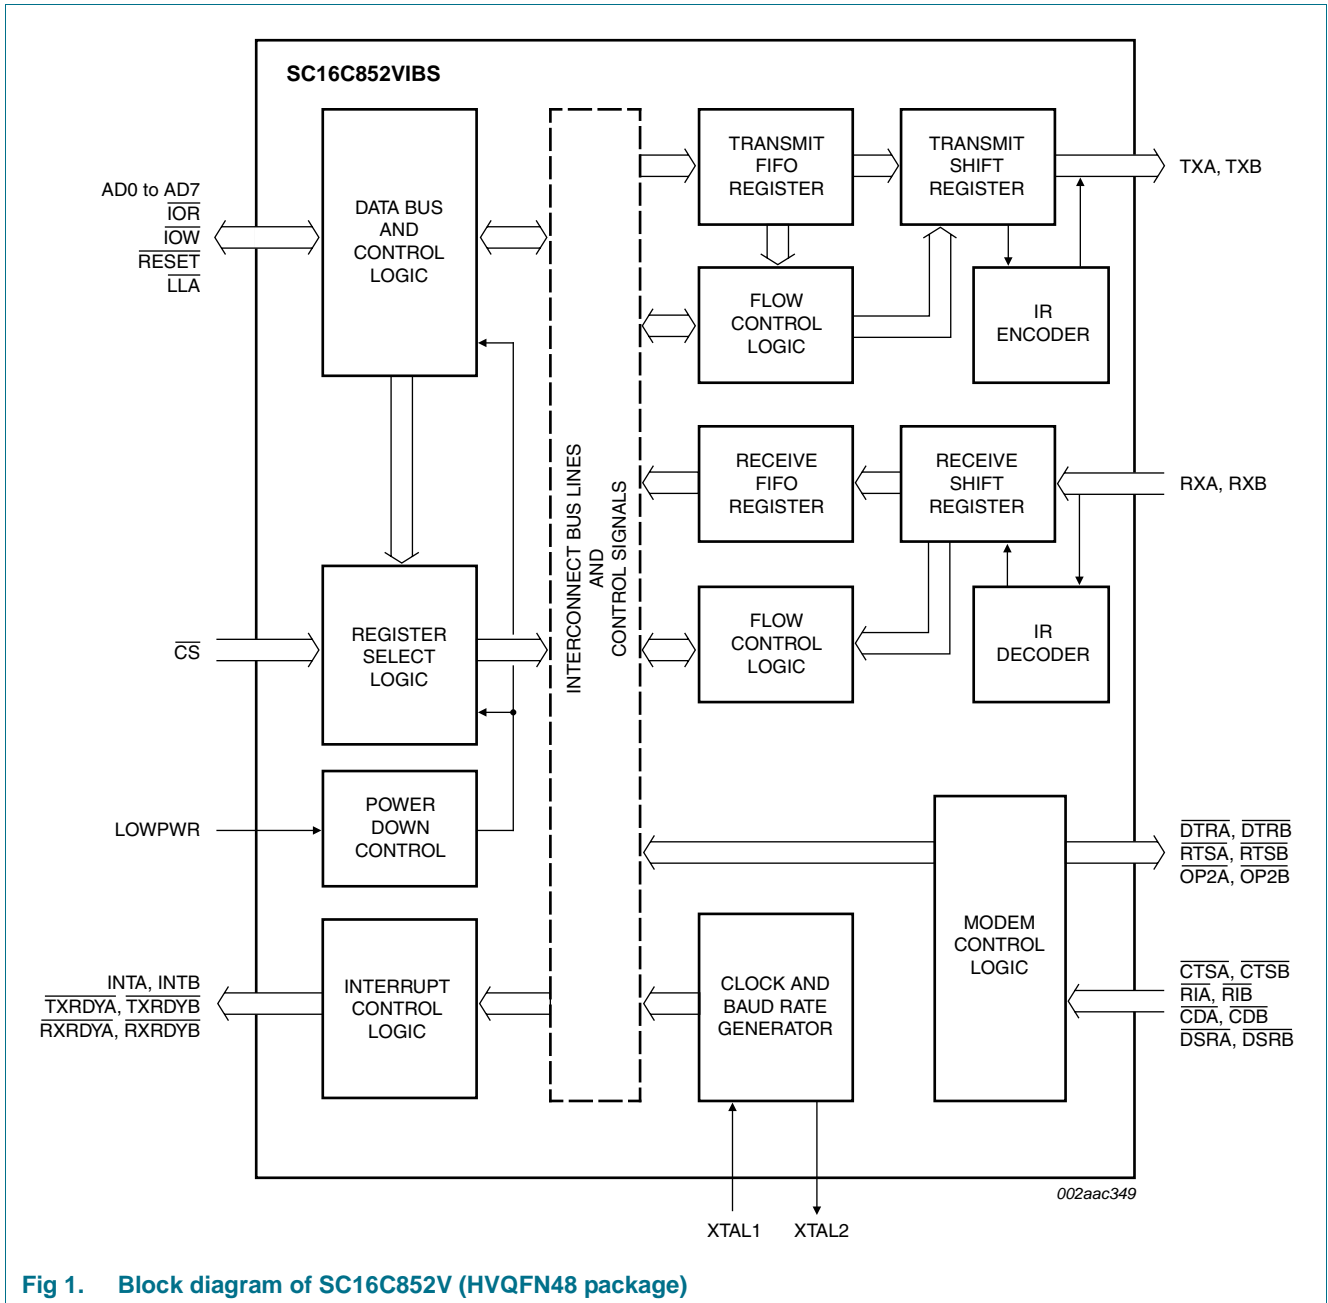 SC16C852VIBS
AD0 to AD7
IOR
IOW
RESET
LLA
DATA BUS
AND
CONTROL
LOGIC
TRANSMIT
FIFO
REGISTER
TRANSMIT
SHIFT
REGISTER
TXA, TXB
FLOW
CONTROL
LOGIC
IR
ENCODER
INTERCONNECT BUS LINES
AND
CONTROL SIGNALS
RECEIVE
FIFO
REGISTER
RECEIVE
SHIFT
REGISTER
RXA, RXB
CS
REGISTER
SELECT
LOGIC
FLOW
CONTROL
LOGIC
IR
DECODER
LOWPWR
POWER
DOWN
CONTROL
DTRA, DTRB
RTSA, RTSB
OP2A, OP2B
MODEM
CONTROL
LOGIC
INTA, INTB
TXRDYA, TXRDYB
RXRDYA, RXRDYB
INTERRUPT
CONTROL
LOGIC
CLOCK AND
BAUD RATE
GENERATOR
CTSA, CTSB
RIA, RIB
CDA, CDB
DSRA, DSRB
002aac349
XTAL1
XTAL2
Fig 1. Block diagram of SC16C852V (HVQFN48 package)